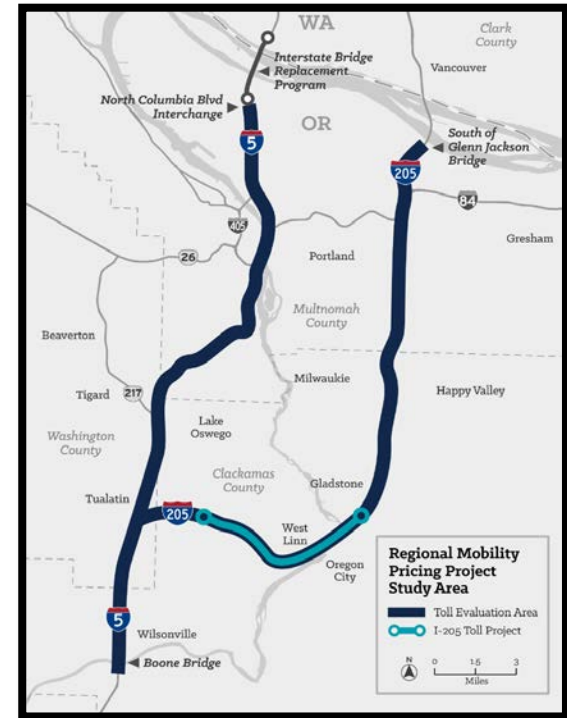 WA
Clark
County
Interstate Bridge
Replacement
Program
Vancouver
North Columbia Blvd
Interchange
OR
5
South of
Glenn Jackson
Bridge
205
84
405
26
Gresham
Portland
Multnomah
County
Beaverton
Milwaukie
Happy Valley
Tigard
217
Lake
Oswego
Washington
County
Clackamas
County
Gladstone
Tualatin
205
West
Linn
Oregon
City
5
Wilsonville
Boone Bridge
Regional Mobility
Pricing Project
Study Area
Toll Evaluation Area
I-205 Toll Project
N
0 1.5 3
Miles